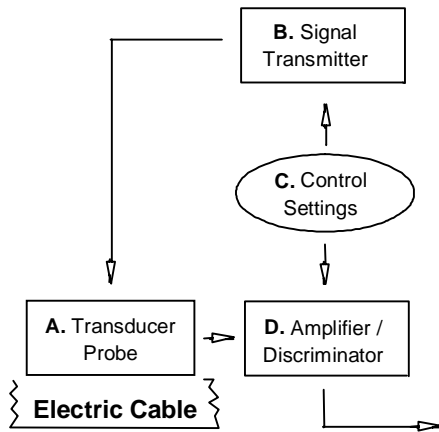 B. Signal
Transmitter
C. Control
Settings
A. Transducer
Probe
D. Amplifier /
Discriminator
Electric Cable